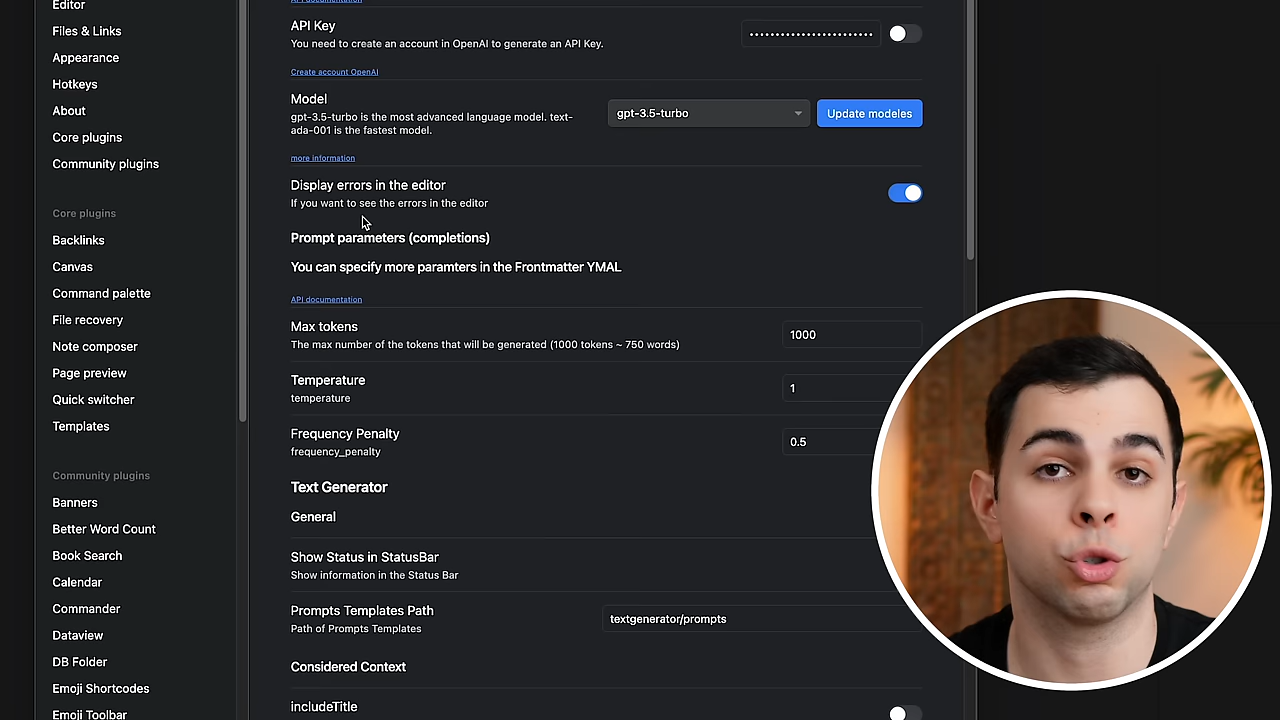 Editor
Files & Links
Appearance
Hotkeys
About
Core plugins
Community plugins
Core plugins
Backlinks
Canvas
Command palette
File recovery
Note composer
Page preview
Quick switcher
Templates
Community plugins
Banners
Better Word Count
Book Search
Calendar
Commander
Dataview
DB Folder
Emoji Shortcodes
Emoji Toolbar
API documentation
API Key
You need to create an account in OpenAI to generate an API Key.
Create account OpenAI
Model
gpt-3.5-turbo is the most advanced language model. text-
ada-001 is the fastest model.
gpt-3.5-turbo
Update modeles
more information
Display errors in the editor
If you want to see the errors in the editor
Prompt parameters (completions)
You can specify more paramters in the Frontmatter YMAL
API documentation
Max tokens
The max number of the tokens that will be generated (1000 tokens ~ 750 words)
1000
Temperature
temperature
1
Frequency Penalty
frequency_penalty
0.5
Text Generator
General
Show Status in StatusBar
Show information in the Status Bar
Prompts Templates Path
Path of Prompts Templates
textgenerator/prompts
Considered Context
includeTitle